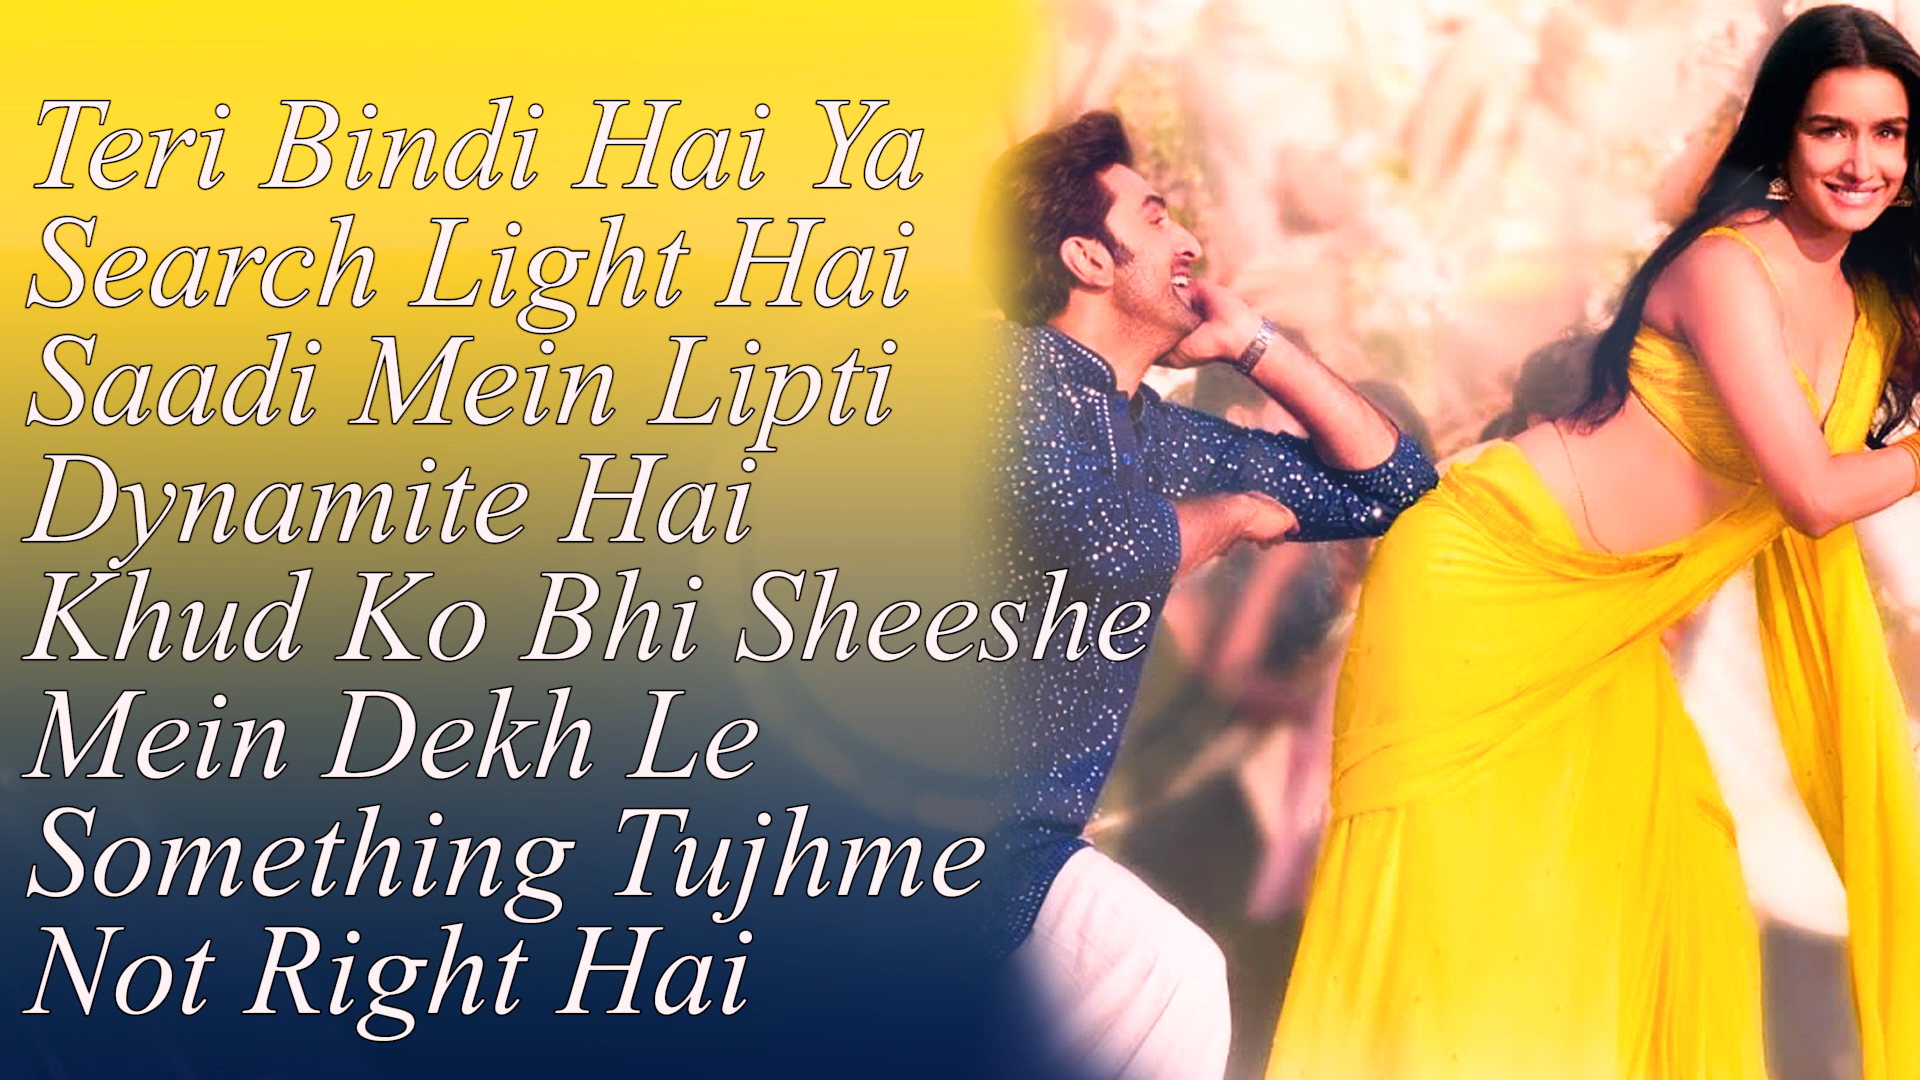 Teri Bindi Hai Ya
Search Light Hai
Saadi Mein Lipti
Dynamite Hai
Khud Ko Bhi Sheeshe
Mein Dekh Le
Something Tujhme
Not Right Hai